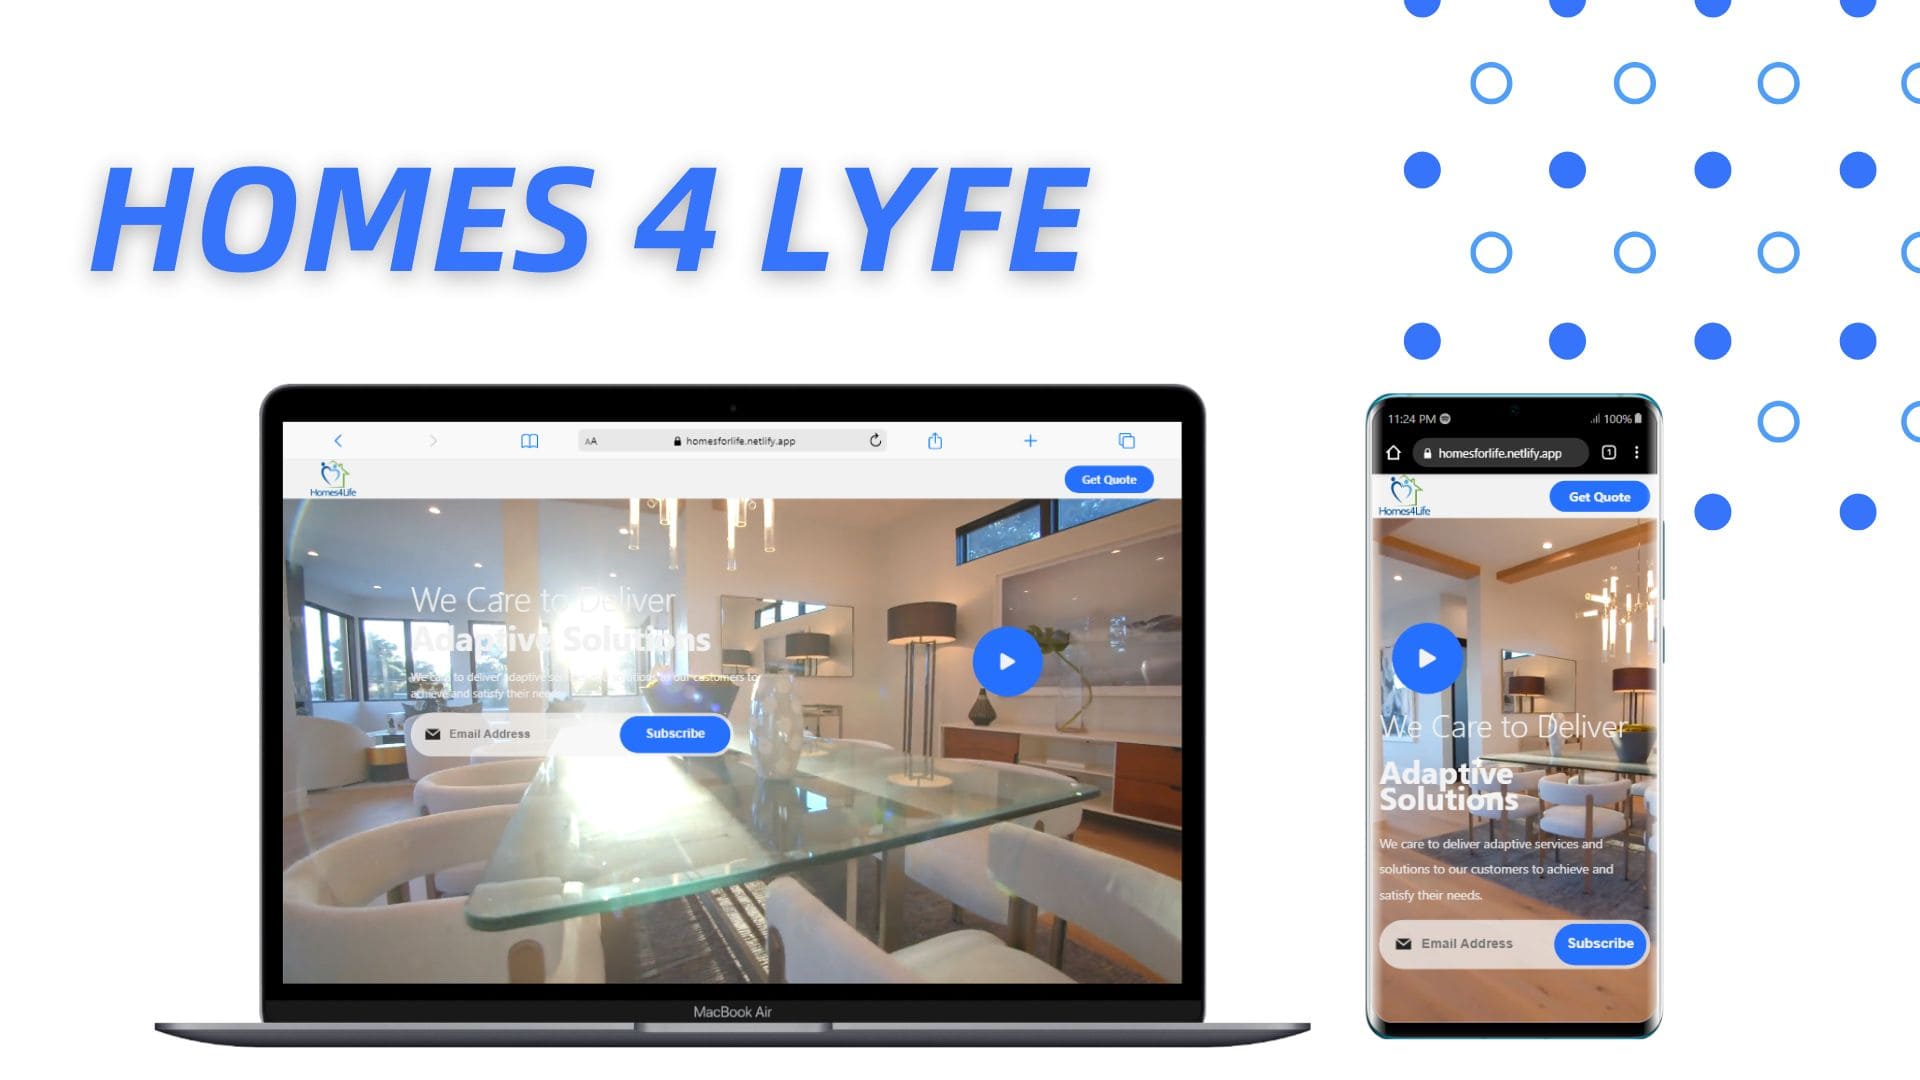 HOMES 4 LYFE
AA
homesforlife.netlify.app
Homes4Life
Get Quote
We Care to Deliver
Adaptive Solutions
We care to deliver adaptive services and solutions to our customers to
achieve and satisfy their needs.
Email Address
Subscribe
MacBook Air
11:24 PM
100%
homesforlife.netlify.app
1
Homes4Life
Get Quote
We Care to Deliver
Adaptive
Solutions
We care to deliver adaptive services and
solutions to our customers to achieve and
satisfy their needs.
Email Address
Subscribe